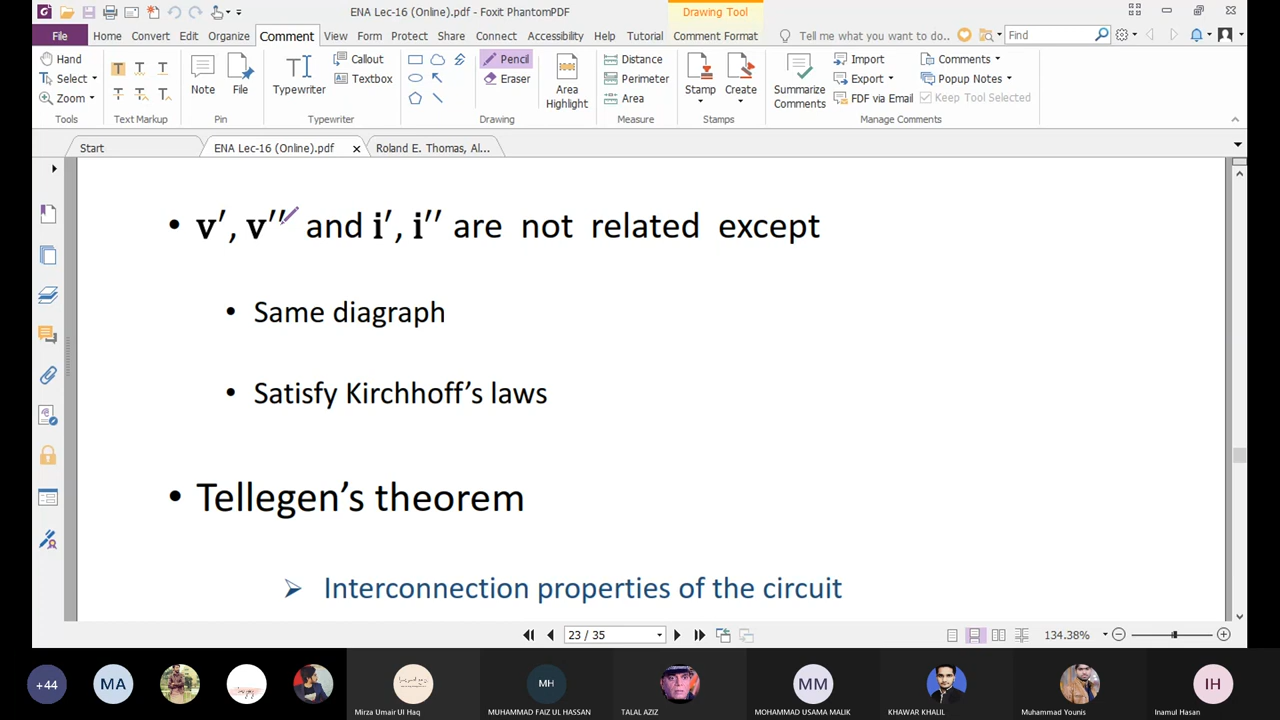 ENA Lec-16 (Online).pdf - Foxit PhantomPDF
Drawing Tool
File Home Convert Edit Organize Comment View Form Protect Share Connect Accessibility Help Tutorial Comment Format Tell me what you want to do.. Find
Hand
Select
Zoom
Tools
Text Markup
Note
File
Pin
Typewriter
Callout
Textbox
Typewriter
Pencil
Eraser
Drawing
Area
Highlight
Distance
Perimeter
Area
Measure
Stamp
Create
Stamps
Summarize
Comments
Import
Export
FDF via Email
Comments
Popup Notes
Keep Tool Selected
Manage Comments
Start
ENA Lec-16 (Online).pdf
Roland E. Thomas, Al...
• v′, v′′ and i′, i′′ are not related except
• Same diagraph
• Satisfy Kirchhoff’s laws
• Tellegen’s theorem
➢ Interconnection properties of the circuit
23 / 35
134.38%
+44
MA
MH
MM
IH
Mirza Umair Ul Haq
MUHAMMAD FAIZ UL HASSAN
TALAL AZIZ
MOHAMMAD USAMA MALIK
KHAWAR KHALIL
Muhammad Younis
Inamul Hasan